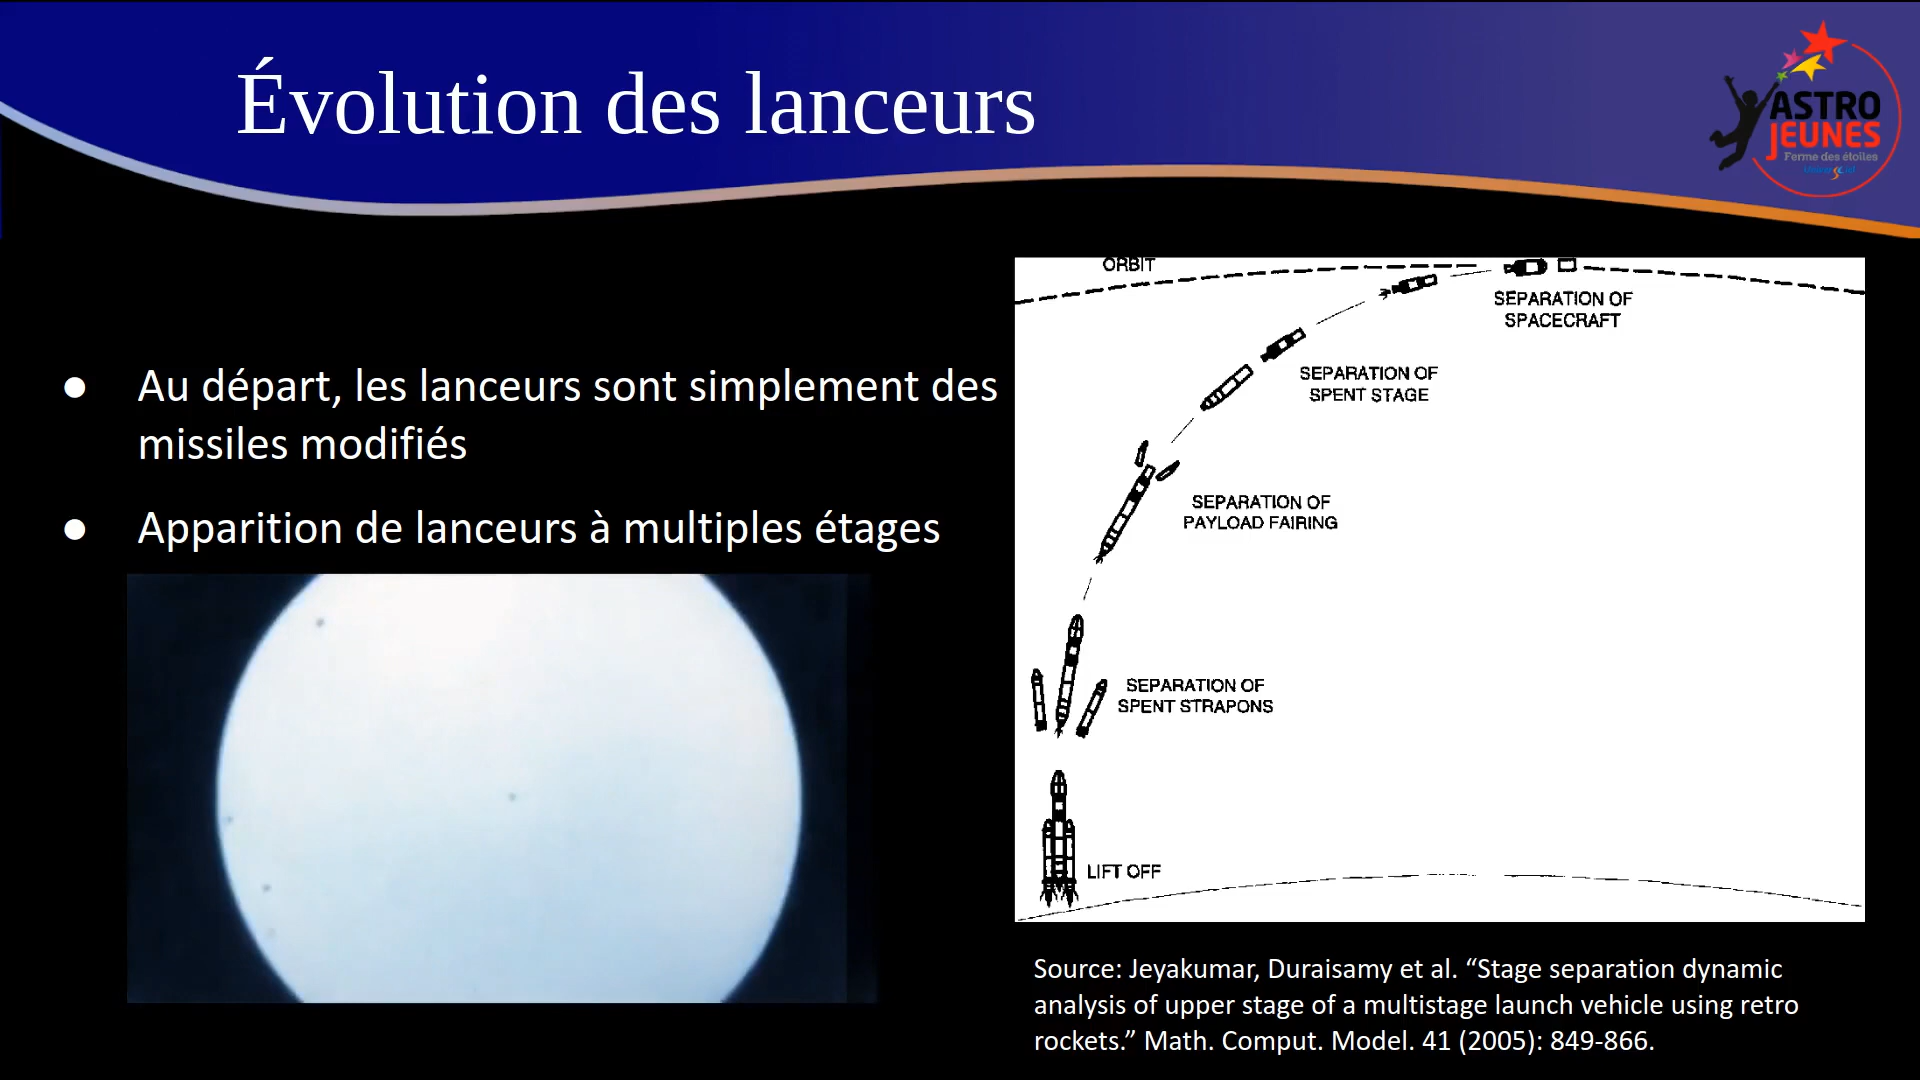 Évolution des lanceurs
ASTRO
JEUNES
Ferme des étoiles
● Au départ, les lanceurs sont simplement des
missiles modifiés
● Apparition de lanceurs à multiples étages
ORBIT
SEPARATION OF
SPACECRAFT
SEPARATION OF
SPENT STAGE
SEPARATION OF
PAYLOAD FAIRING
SEPARATION OF
SPENT STRAPONS
LIFT OFF
Source: Jeyakumar, Duraisamy et al. “Stage separation dynamic
analysis of upper stage of a multistage launch vehicle using retro
rockets.” Math. Comput. Model. 41 (2005): 849-866.